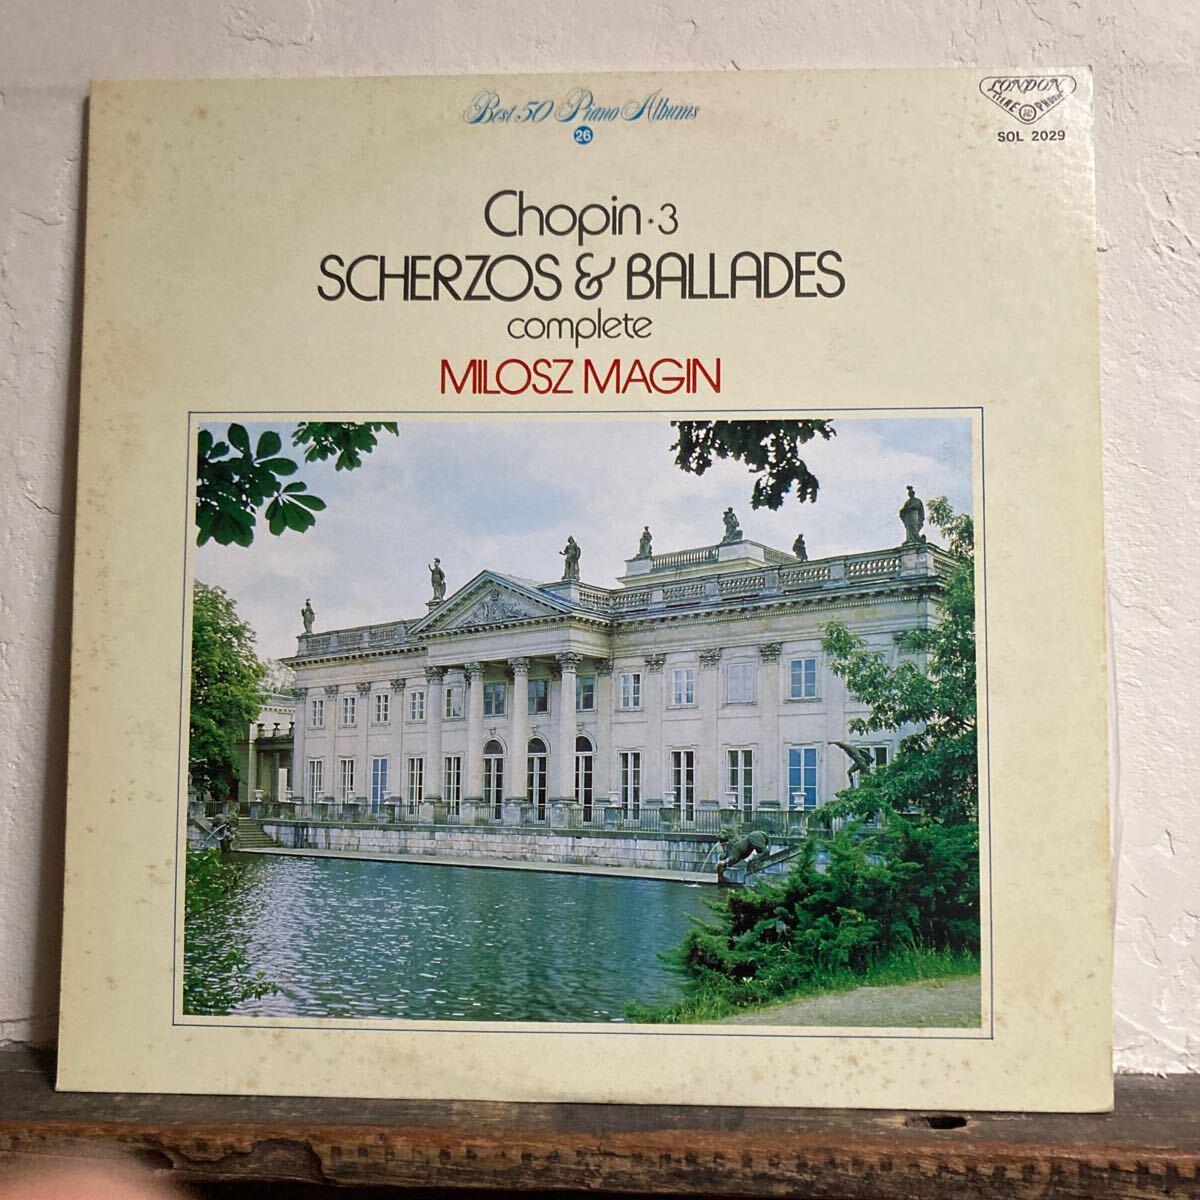 Best 50 Piano Albums
26
LONDON
SOL 2029
Chopin·3
SCHERZOS & BALLADES
complete
MILOSZ MAGIN